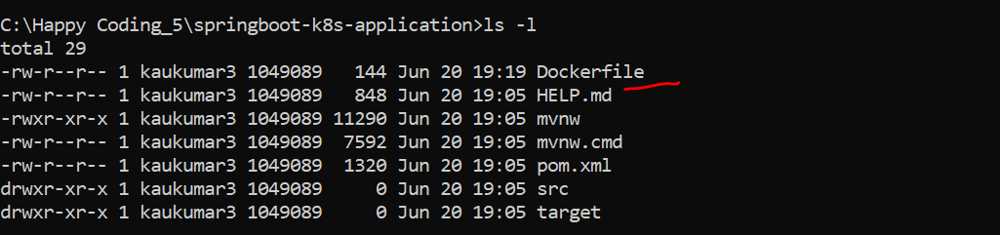 C:\Happy Coding_5\springboot-k8s-application>ls -l
total 29
-rw-r--r-- 1 kaukumar3 1049089   144 Jun 20 19:19 Dockerfile
-rw-r--r-- 1 kaukumar3 1049089   848 Jun 20 19:05 HELP.md
-rwxr-xr-x 1 kaukumar3 1049089 11290 Jun 20 19:05 mvnw
-rw-r--r-- 1 kaukumar3 1049089  7592 Jun 20 19:05 mvnw.cmd
-rw-r--r-- 1 kaukumar3 1049089  1320 Jun 20 19:05 pom.xml
drwxr-xr-x 1 kaukumar3 1049089     0 Jun 20 19:05 src
drwxr-xr-x 1 kaukumar3 1049089     0 Jun 20 19:05 target